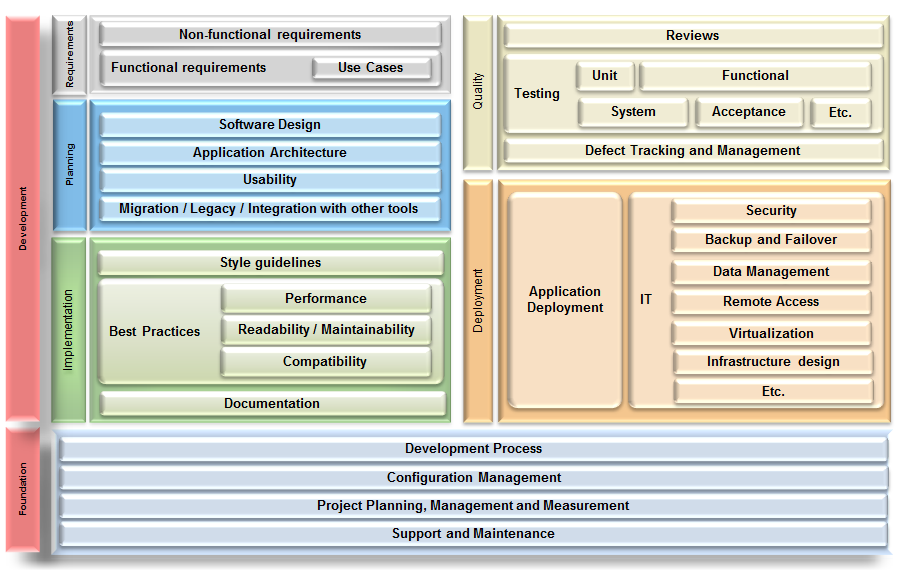 Development
Requirements
Non-functional requirements
Functional requirements
Use Cases
Planning
Software Design
Application Architecture
Usability
Migration / Legacy / Integration with other tools
Implementation
Style guidelines
Best Practices
Performance
Readability / Maintainability
Compatibility
Documentation
Quality
Reviews
Testing
Unit
Functional
System
Acceptance
Etc.
Defect Tracking and Management
Deployment
Application
Deployment
IT
Security
Backup and Failover
Data Management
Remote Access
Virtualization
Infrastructure design
Etc.
Foundation
Development Process
Configuration Management
Project Planning, Management and Measurement
Support and Maintenance